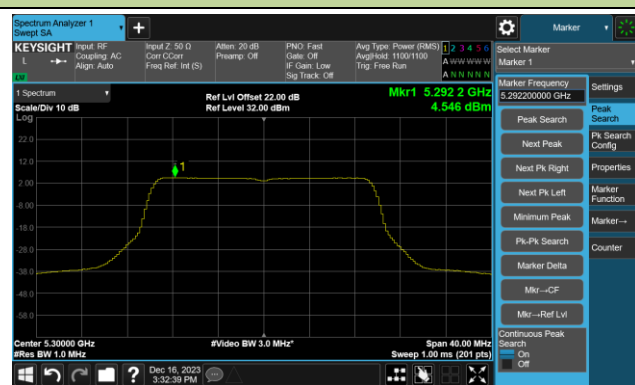 Spectrum Analyzer 1
Swept SA
Marker
KEYSIGHT
Input: RF
Coupling: AC
Align: Auto
Input Z: 50 Ω
Corr CCorr
Freq Ref: Int (S)
Atten: 20 dB
Preamp: Off
PNO: Fast
Gate: Off
IF Gain: Low
Sig Track: Off
Avg Type: Power (RMS)
Avg|Hold: 1100/1100
Trig: Free Run
1 2 3 4 5 6
A W W W W W
A N N N N N
L
LW
Select Marker
Marker 1
1 Spectrum
Scale/Div 10 dB
Log
Ref Lvl Offset 22.00 dB
Ref Level 32.00 dBm
Mkr1 5.292 2 GHz
4.546 dBm
22.0
12.0
2.00
-8.00
-18.0
-28.0
-38.0
-48.0
-58.0
1
Center 5.30000 GHz
#Res BW 1.0 MHz
#Video BW 3.0 MHz*
Span 40.00 MHz
Sweep 1.00 ms (201 pts)
Marker Frequency
5.292200000 GHz
Peak Search
Next Peak
Next Pk Right
Next Pk Left
Minimum Peak
Pk-Pk Search
Marker Delta
Mkr→CF
Mkr→Ref Lvl
Continuous Peak
Search
On
Off
Settings
Peak
Search
Pk Search
Config
Properties
Marker
Function
Marker→
Counter
Dec 16, 2023
3:32:39 PM